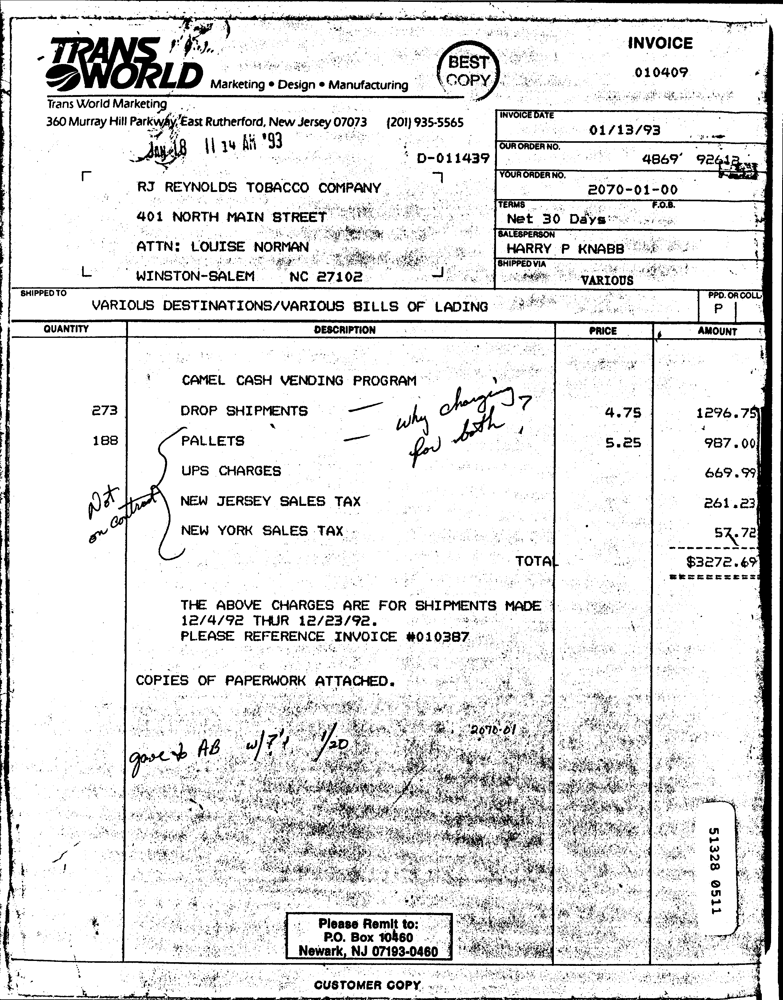 TRANS WORLD
Marketing • Design • Manufacturing
BEST COPY
INVOICE
010409
Trans World Marketing
360 Murray Hill Parkway, East Rutherford, New Jersey 07073 (201) 935-5565
JAN 18 11 14 AM '93
D-011439
INVOICE DATE
01/13/93
OUR ORDER NO.
4869 92613
YOUR ORDER NO.
2070-01-00
TERMS F.O.B.
Net 30 Days
SALESPERSON
HARRY P KNABB
SHIPPED VIA
VARIOUS
RJ REYNOLDS TOBACCO COMPANY
401 NORTH MAIN STREET
ATTN: LOUISE NORMAN
WINSTON-SALEM NC 27102
SHIPPED TO
VARIOUS DESTINATIONS/VARIOUS BILLS OF LADING
PPD. OR COLL
P
QUANTITY DESCRIPTION PRICE AMOUNT
CAMEL CASH VENDING PROGRAM
273 DROP SHIPMENTS 4.75 1296.75
why charging for both?
188 PALLETS 5.25 987.00
UPS CHARGES 669.99
Not on contract
NEW JERSEY SALES TAX 261.23
NEW YORK SALES TAX 57.72
TOTAL $3272.69
THE ABOVE CHARGES ARE FOR SHIPMENTS MADE
12/4/92 THUR 12/23/92.
PLEASE REFERENCE INVOICE #010387
COPIES OF PAPERWORK ATTACHED.
2070-01
gave to AB w/?'s 1/20
51328 0511
Please Remit to:
P.O. Box 10460
Newark, NJ 07193-0460
CUSTOMER COPY